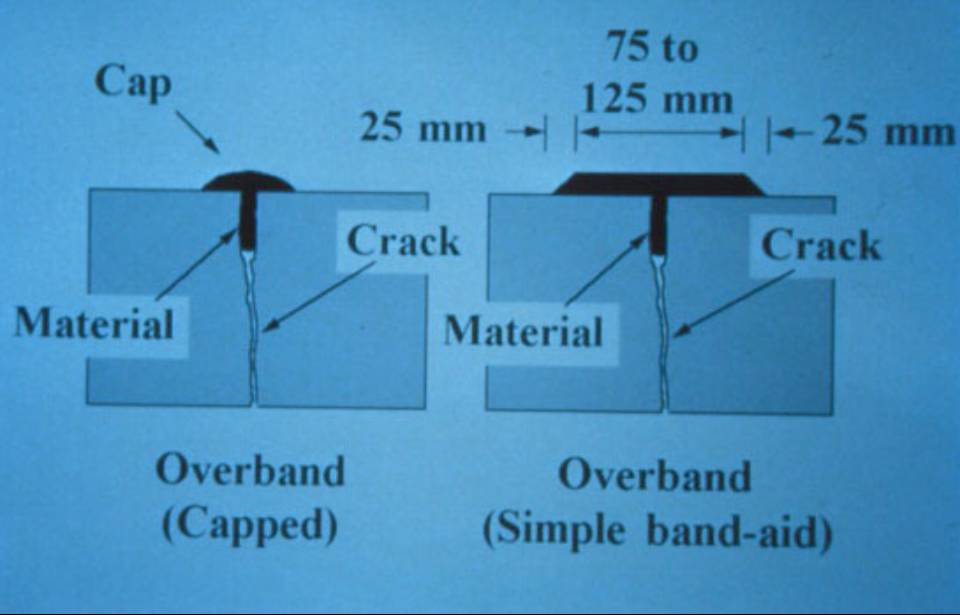 Cap
75 to
125 mm
25 mm
25 mm
Crack
Material
Crack
Material
Overband
(Capped)
Overband
(Simple band-aid)